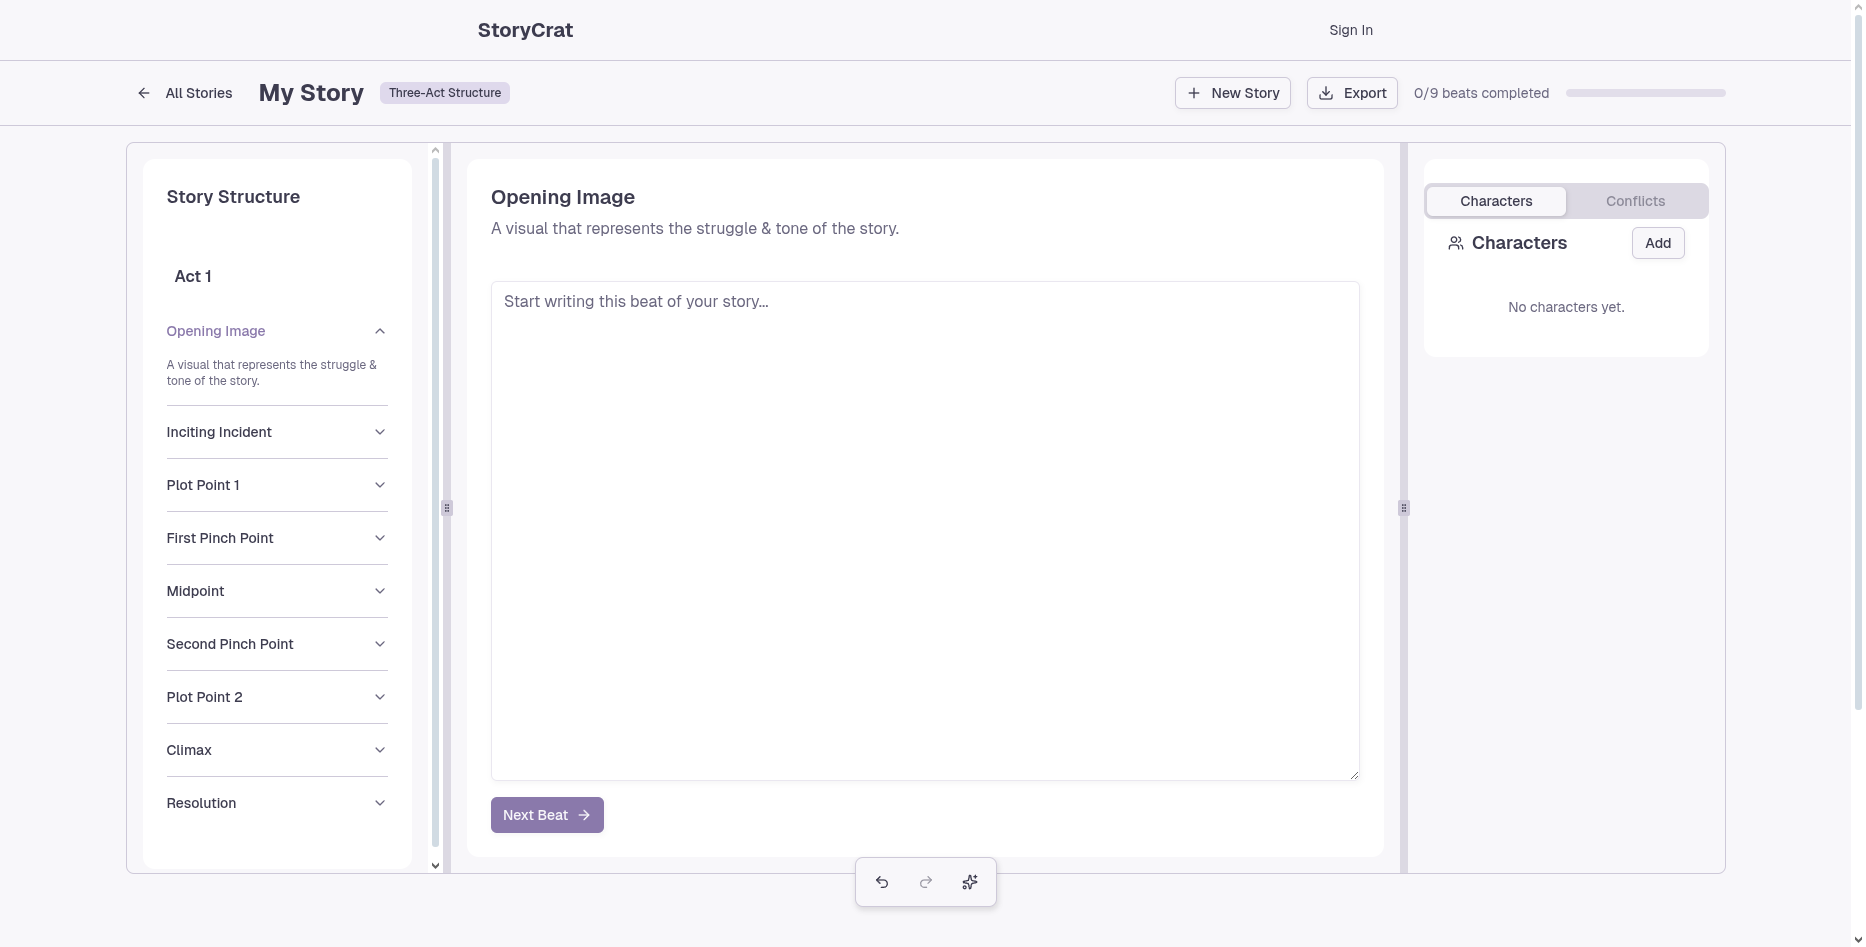 StoryCrat
Sign In
All Stories
My Story
Three-Act Structure
New Story
Export
0/9 beats completed
Story Structure
Act 1
Opening Image
A visual that represents the struggle &
tone of the story.
Inciting Incident
Plot Point 1
First Pinch Point
Midpoint
Second Pinch Point
Plot Point 2
Climax
Resolution
Opening Image
A visual that represents the struggle & tone of the story.
Start writing this beat of your story...
Next Beat
Characters
Conflicts
Characters
Add
No characters yet.